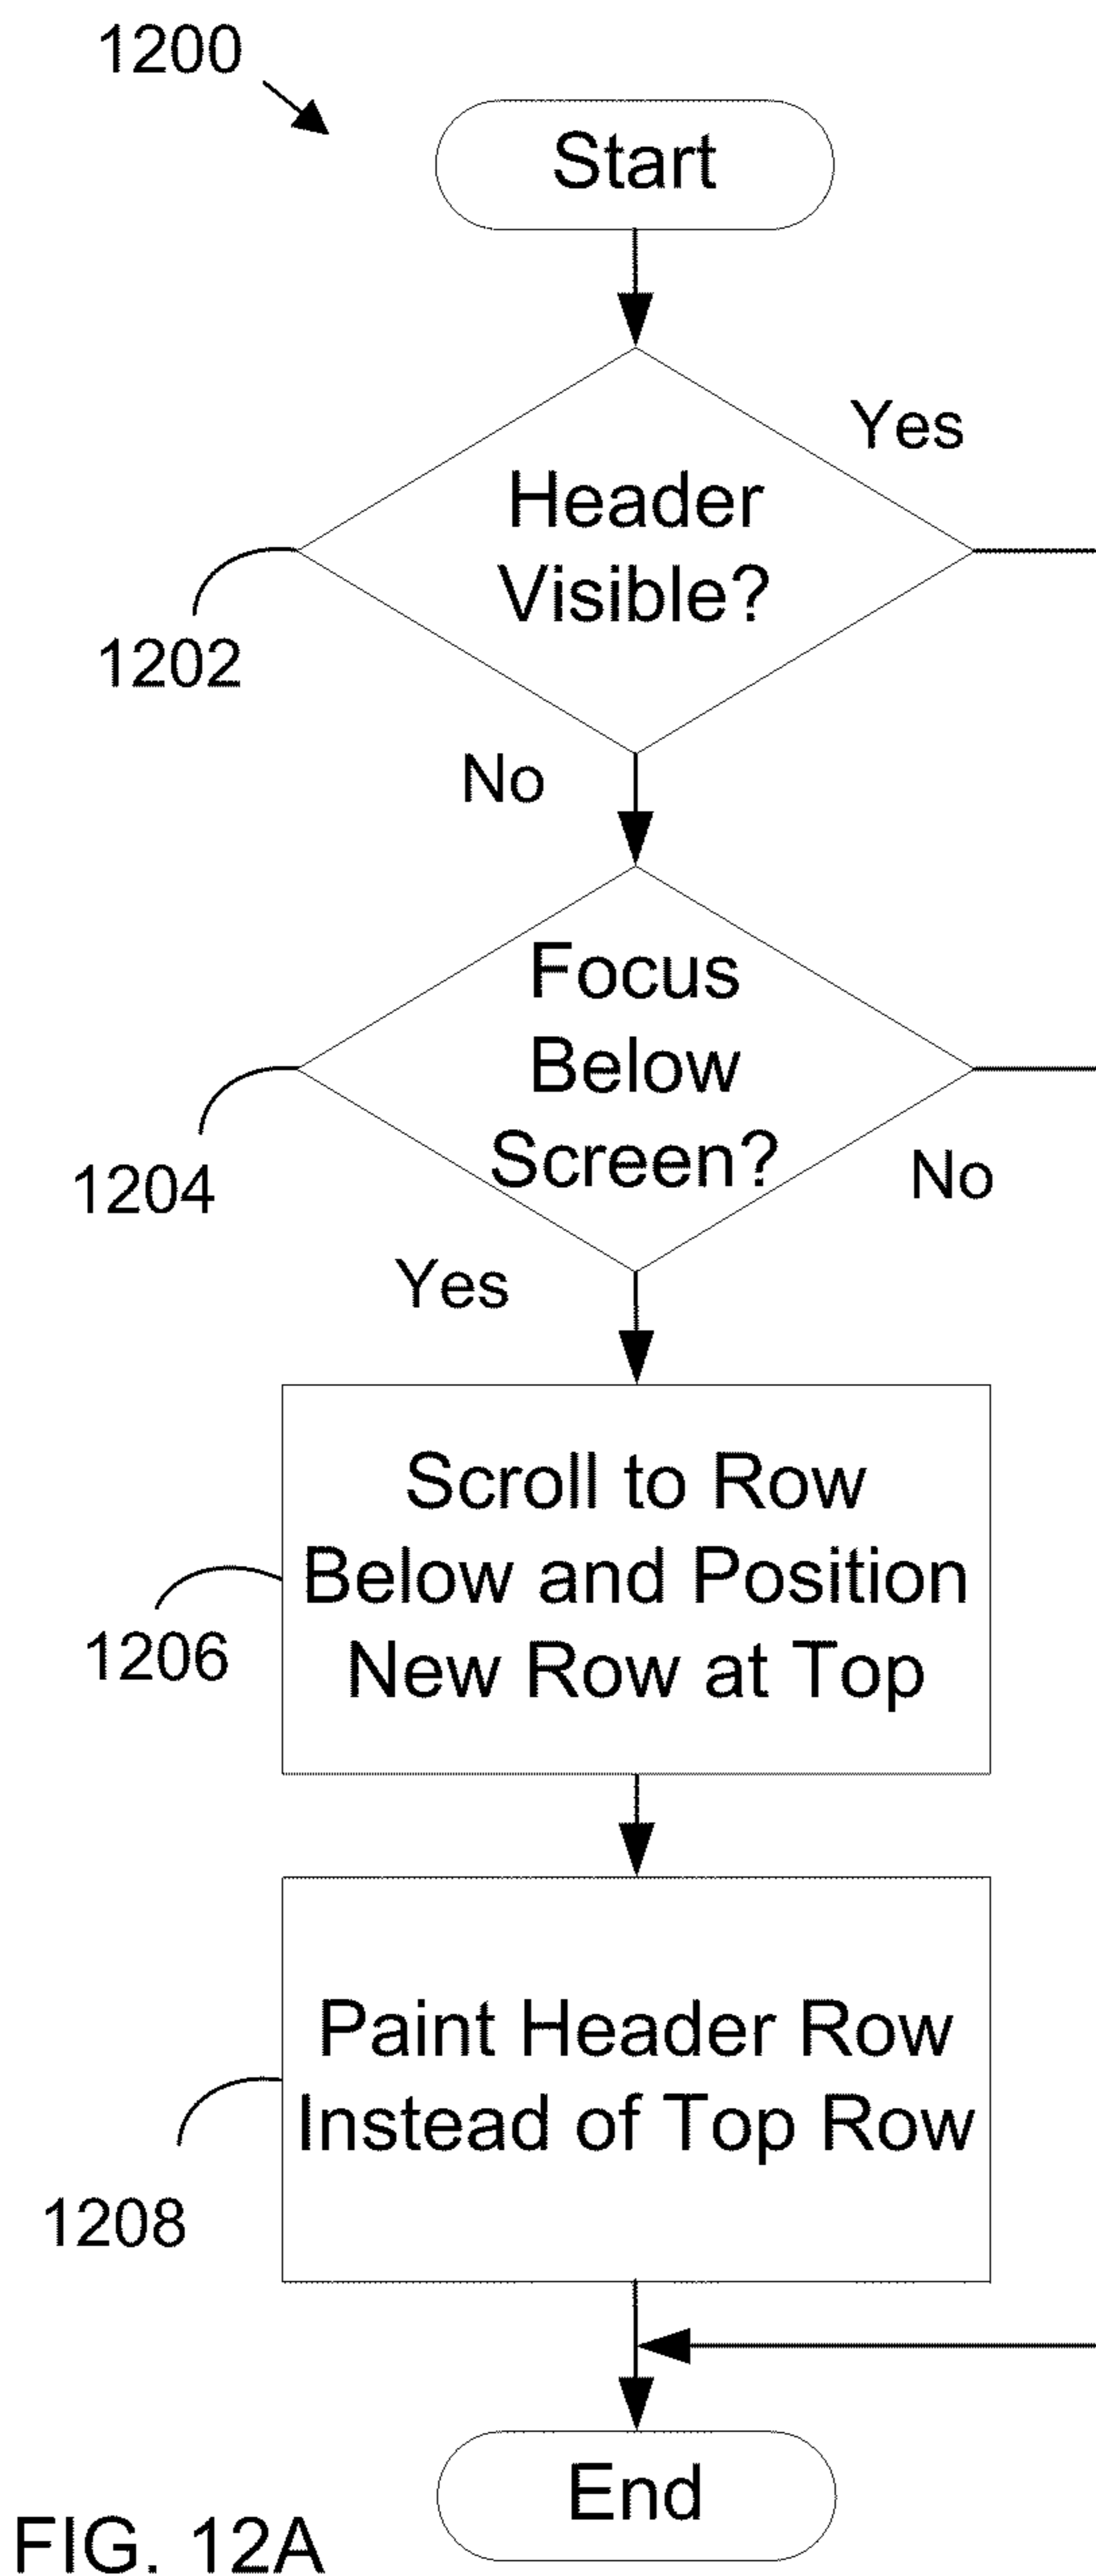 1200
Start
Yes
Header
Visible?
1202
No
Focus
Below
Screen?
1204
No
Yes
Scroll to Row
Below and Position
New Row at Top
1206
Paint Header Row
Instead of Top Row
1208
End
FIG. 12A